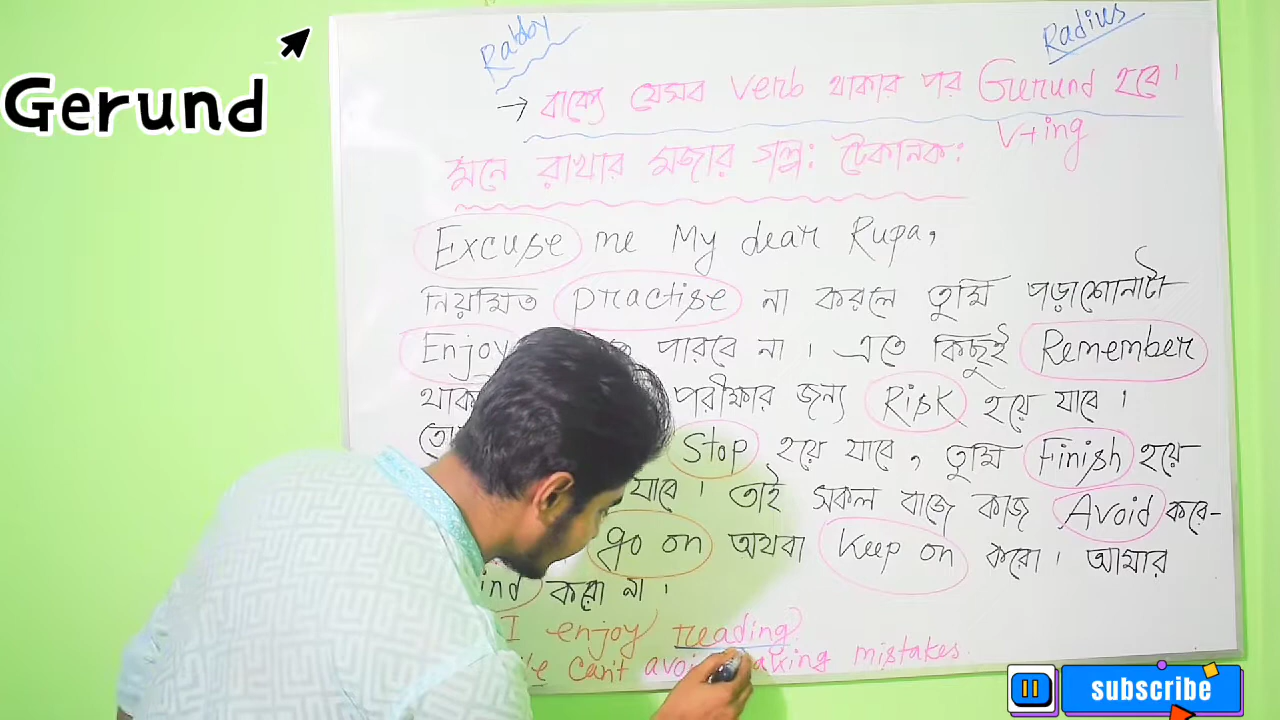 Gerund
Rabby
Radius
→ বাক্যে যেসব verb থাকার পর Gerund হবে।
V+ing
মনে রাখার মজার গল্প: টেকনিক:
Excuse me My dear Rupa,
নিয়মিত practise না করলে তুমি পড়াশোনাটা
Enjoy পারবে না। এতে কিছুই Remember
পরীক্ষার জন্য Risk হয়ে যাবে।
Stop হয়ে যাবে, তুমি Finish হয়ে
যাবে। তাই সকল বাজে কাজ Avoid করে-
go on অথবা Keep on করো। আমার
করো না।
I enjoy reading
can't mistakes.
subscribe